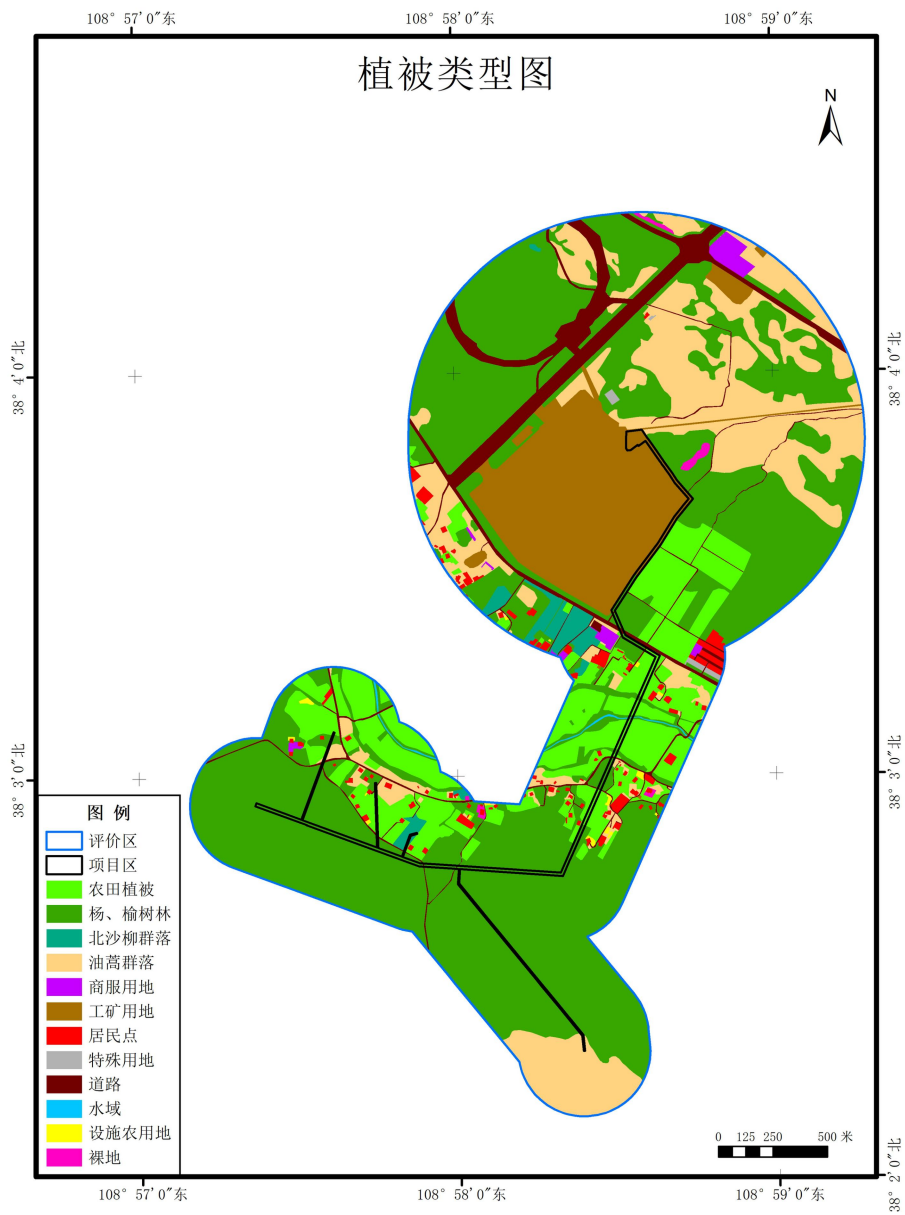 108° 57' 0"东
108° 58' 0"东
108° 59' 0"东
植被类型图
N
38° 4' 0"北
38° 4' 0"北
38° 3' 0"北
38° 3' 0"北
图 例
评价区
项目区
农田植被
杨、榆树林
北沙柳群落
油蒿群落
商服用地
工矿用地
居民点
特殊用地
道路
水域
设施农用地
裸地
0 125 250 500 米
38° 2' 0"北
108° 57' 0"东
108° 58' 0"东
108° 59' 0"东